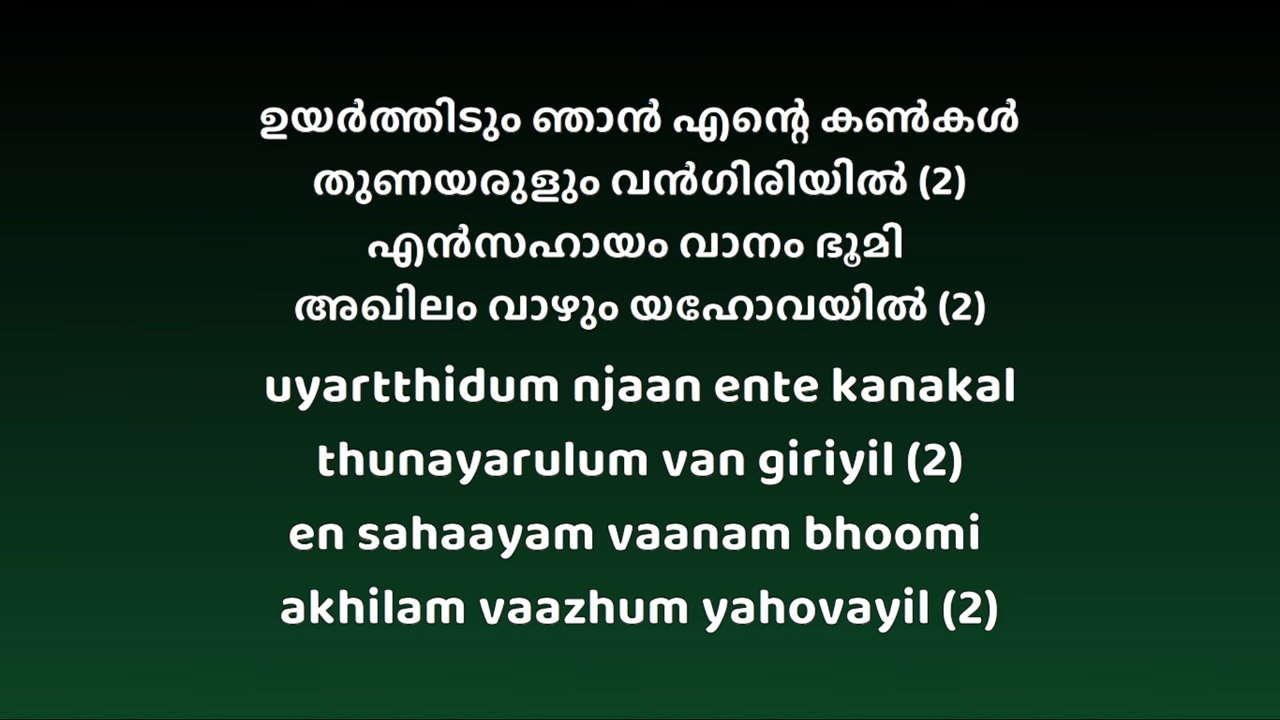 ഉയർത്തിടും ഞാൻ എന്റെ കൺകൾ
തുണയരുളും വൻഗിരിയിൽ (2)
എൻസഹായം വാനം ഭൂമി
അഖിലം വാഴും യഹോവയിൽ (2)
uyartthidum njaan ente kanakal
thunayarulum van giriyil (2)
en sahaayam vaanam bhoomi
akhilam vaazhum yahovayil (2)